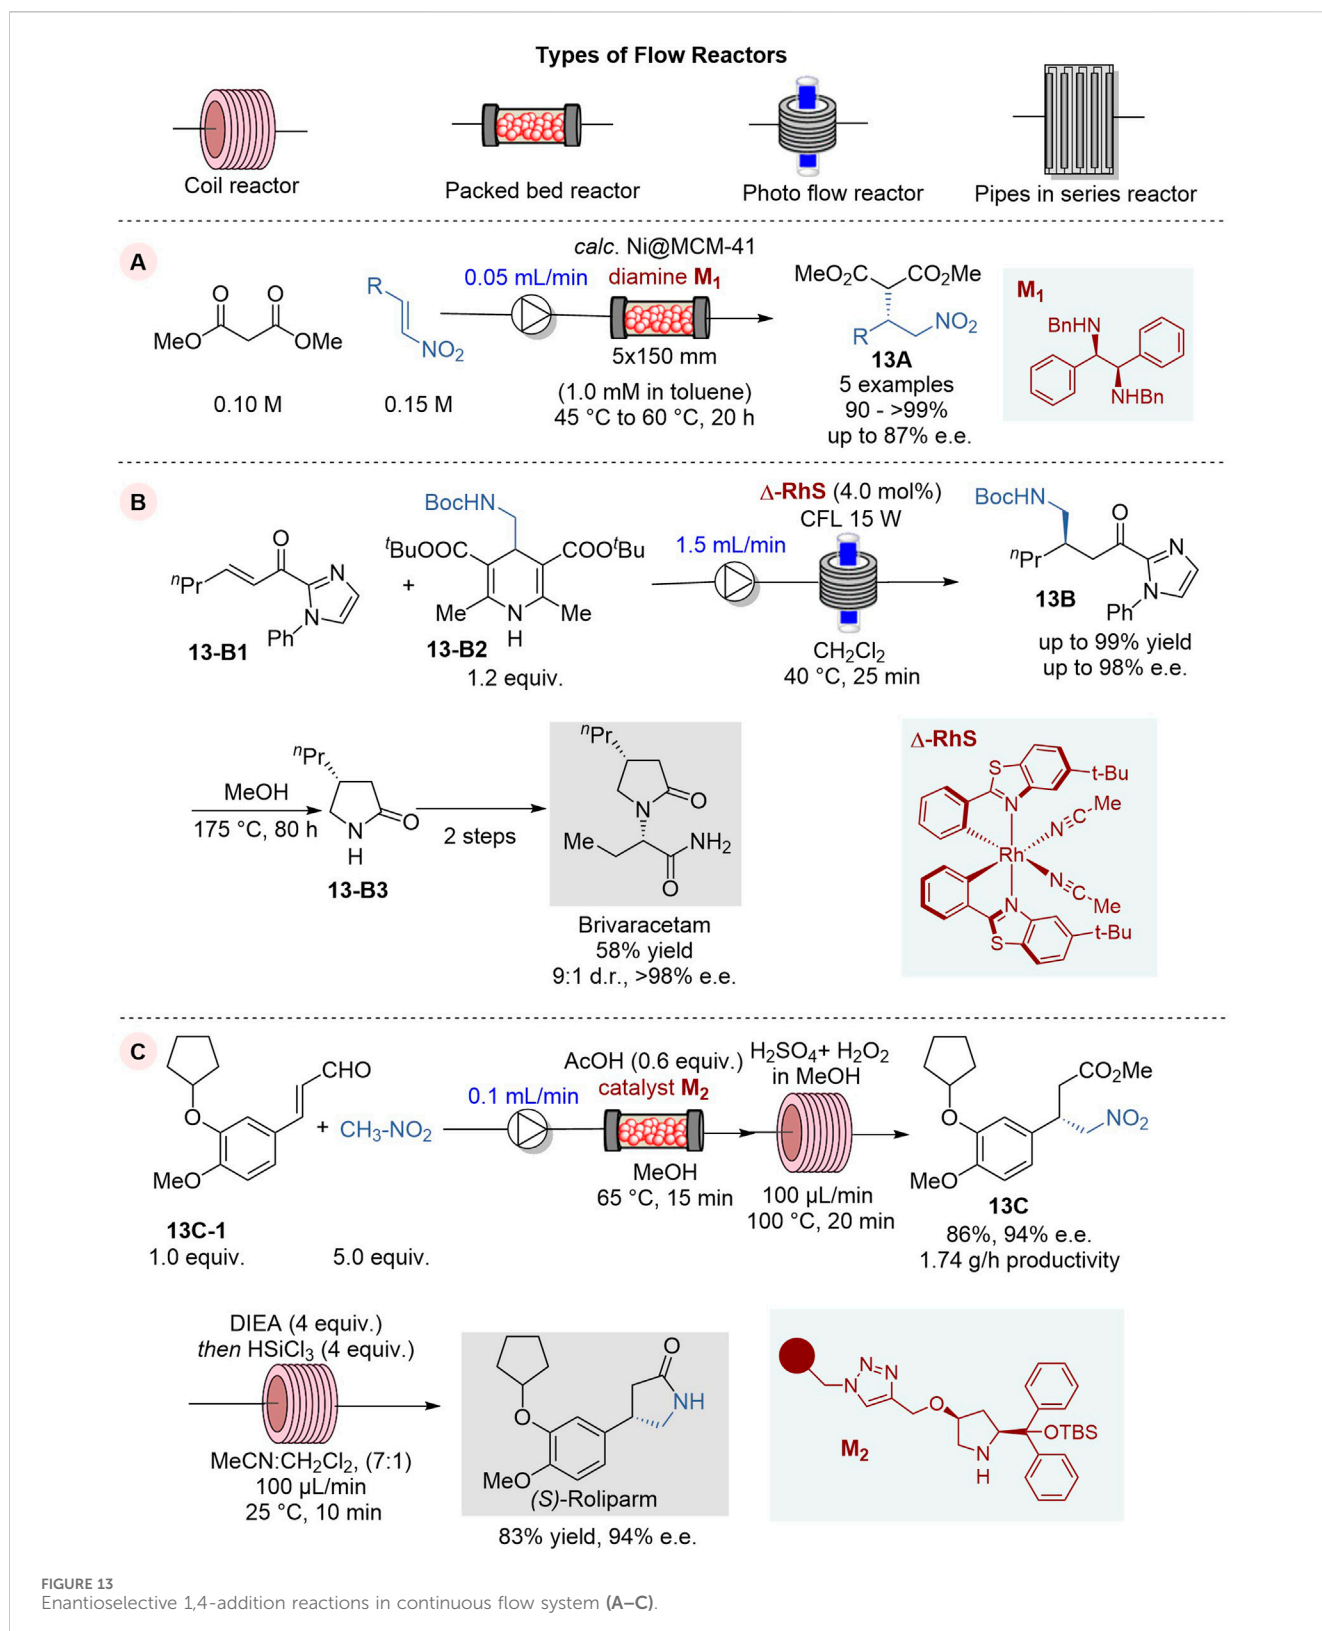 Types of Flow Reactors
Coil reactor
Packed bed reactor
Photo flow reactor
Pipes in series reactor
A
O O
MeO OMe
0.10 M
R
NO2
0.15 M
0.05 mL/min
calc. Ni@MCM-41
diamine M1
5x150 mm
(1.0 mM in toluene)
45 °C to 60 °C, 20 h
MeO2C CO2Me
R NO2
13A
5 examples
90 - >99%
up to 87% e.e.
M1
BnHN
NHBn
B
O
nPr
N
N
Ph
13-B1
+
BocHN
tBuOOC COOtBu
Me N Me
H
13-B2
1.2 equiv.
1.5 mL/min
Δ-RhS (4.0 mol%)
CFL 15 W
CH2Cl2
40 °C, 25 min
BocHN
O
nPr
N
N
Ph
13B
up to 99% yield
up to 98% e.e.
MeOH
175 °C, 80 h
nPr
N O
H
13-B3
2 steps
nPr
N O
Me
NH2
O
Brivaracetam
58% yield
9:1 d.r., >98% e.e.
Δ-RhS
S t-Bu
N
N≡C Me
Rh
N≡C Me
N
S t-Bu
C
CHO
O
MeO
13C-1
1.0 equiv.
+
CH3-NO2
5.0 equiv.
0.1 mL/min
AcOH (0.6 equiv.)
catalyst M2
MeOH
65 °C, 15 min
H2SO4+ H2O2
in MeOH
100 µL/min
100 °C, 20 min
CO2Me
O NO2
MeO
13C
86%, 94% e.e.
1.74 g/h productivity
DIEA (4 equiv.)
then HSiCl3 (4 equiv.)
MeCN:CH2Cl2, (7:1)
100 µL/min
25 °C, 10 min
O
NH
O
MeO
(S)-Roliparm
83% yield, 94% e.e.
N=N
N
O
OTBS
N
H
M2
FIGURE 13
Enantioselective 1,4-addition reactions in continuous flow system (A–C).